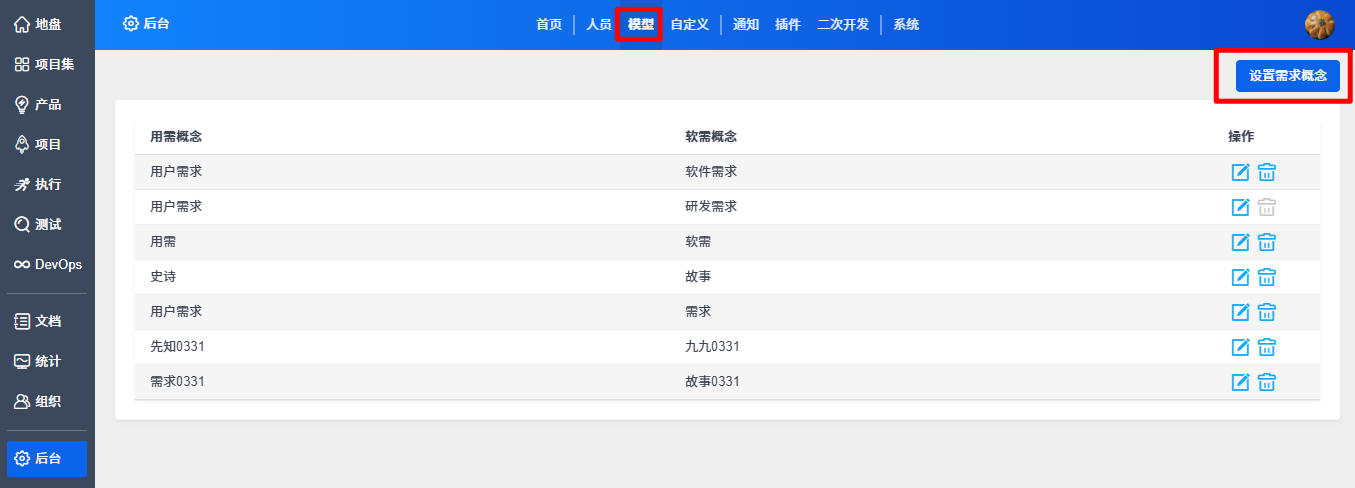 地盘
项目集
产品
项目
执行
测试
DevOps
文档
统计
组织
后台
后台
首页 人员 模型 自定义 通知 插件 二次开发 系统
设置需求概念
用需概念 软需概念 操作
用户需求 软件需求
用户需求 研发需求
用需 软需
史诗 故事
用户需求 需求
先知0331 九九0331
需求0331 故事0331